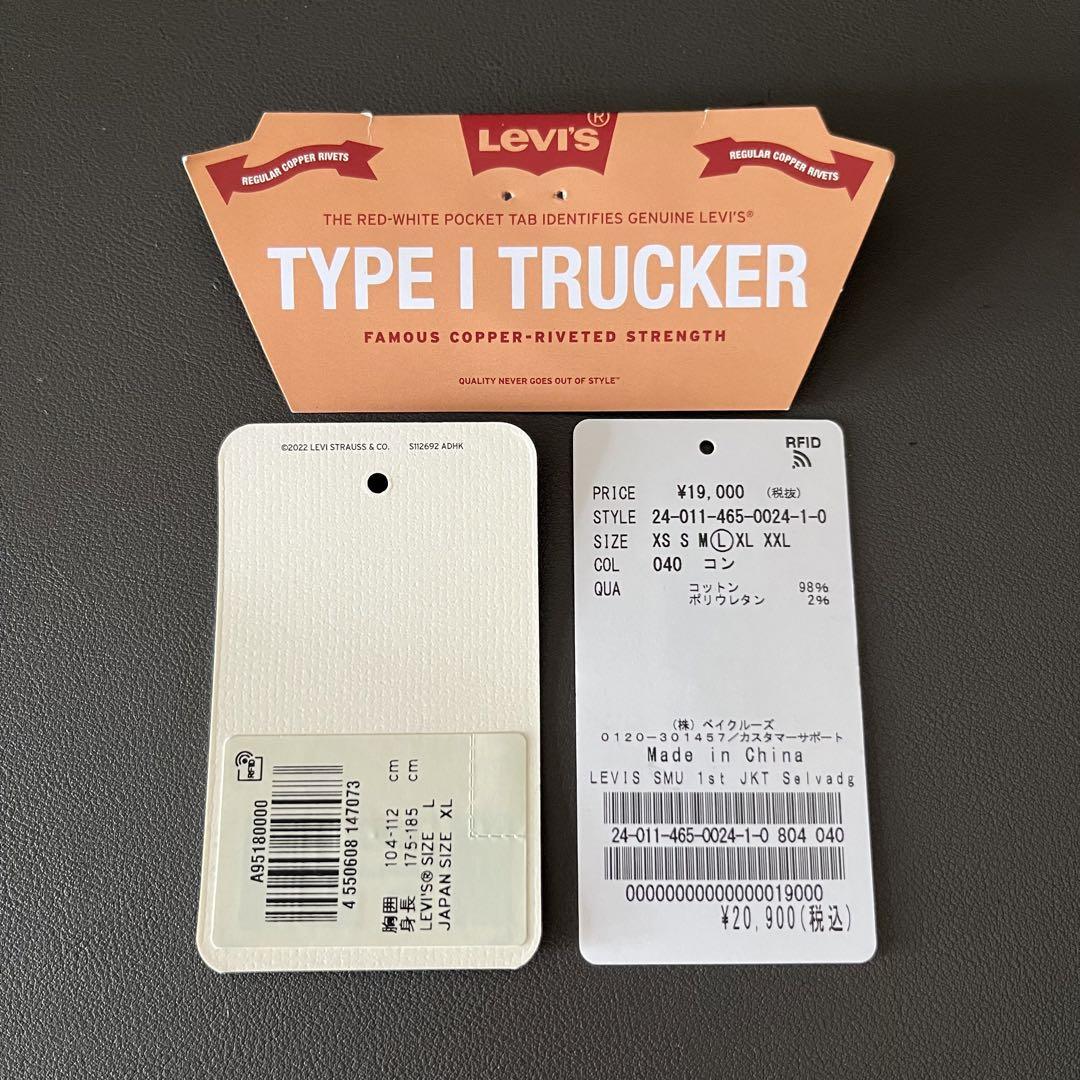 LEVI'S®
REGULAR COPPER RIVETS
REGULAR COPPER RIVETS
THE RED-WHITE POCKET TAB IDENTIFIES GENUINE LEVI'S®
TYPE I TRUCKER
FAMOUS COPPER-RIVETED STRENGTH
QUALITY NEVER GOES OUT OF STYLE™
©2022 LEVI STRAUSS & CO. S112692 ADHK
RFID
A95180000
4 550608 147073
胸囲 104-112 cm
身長 175-185 cm
LEVI'S® SIZE L
JAPAN SIZE XL
RFID
PRICE ¥19,000 (税抜)
STYLE 24-011-465-0024-1-0
SIZE XS S M L XL XXL
COL 040 コン
QUA コットン 98%
ポリウレタン 2%
(株) ベイクルーズ
0120-301457/カスタマーサポート
Made in China
LEVIS SMU 1st JKT Selvadg
24-011-465-0024-1-0 804 040
00000000000000019000
¥20,900(税込)